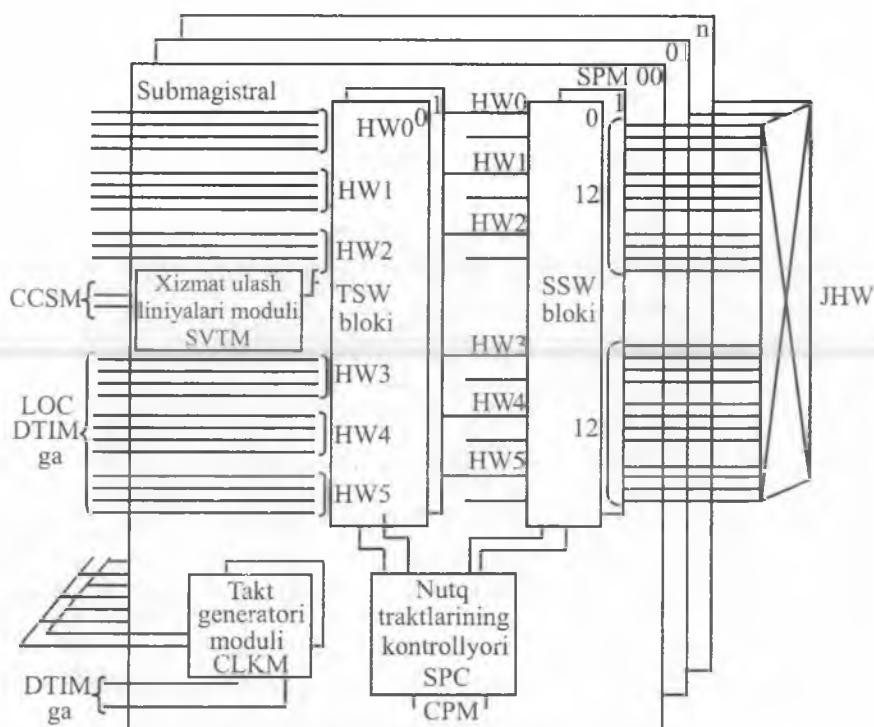 n
0
SPM 00
Submagistral
0 1
HW0
HW0
0
1
HW1
HW1
12
HW2
HW2
CCSM
Xizmat ulash
liniyalari moduli
SVTM
TSW
bloki
SSW
bloki
JHW
HW3
HW3
LOC
DTIM
ga
HW4
HW4
12
HW5
HW5
Takt
generatori
moduli
CLKM
Nutq
traktlarining
kontrollyori
SPC
CPM
DTIM
ga